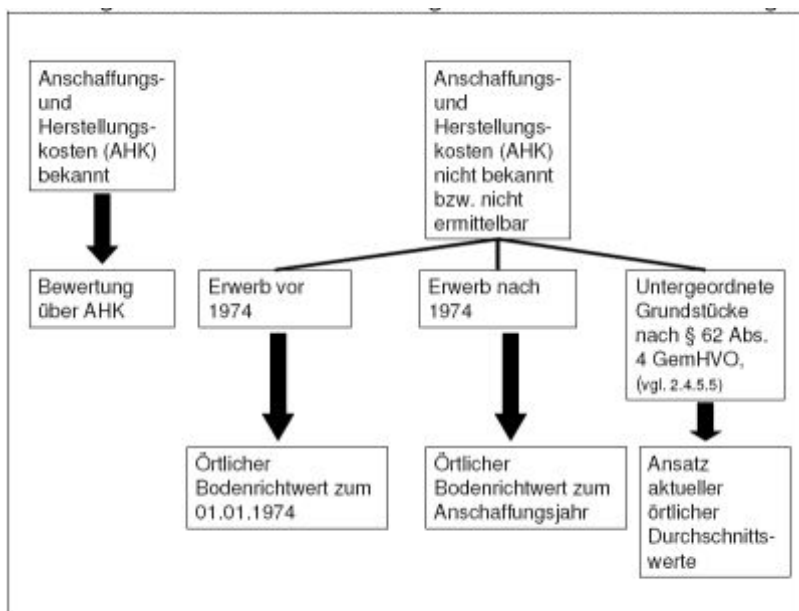 Anschaffungs-
und
Herstellungs-
kosten (AHK)
bekannt
Anschaffungs-
und
Herstellungs-
kosten (AHK)
nicht bekannt
bzw. nicht
ermittelbar
Bewertung
über AHK
Erwerb vor
1974
Erwerb nach
1974
Untergeordnete
Grundstücke
nach § 62 Abs.
4 GemHVO,
(vgl. 2.4.5.5)
Örtlicher
Bodenrichtwert zum
01.01.1974
Örtlicher
Bodenrichtwert zum
Anschaffungsjahr
Ansatz
aktueller
örtlicher
Durchschnitts-
werte